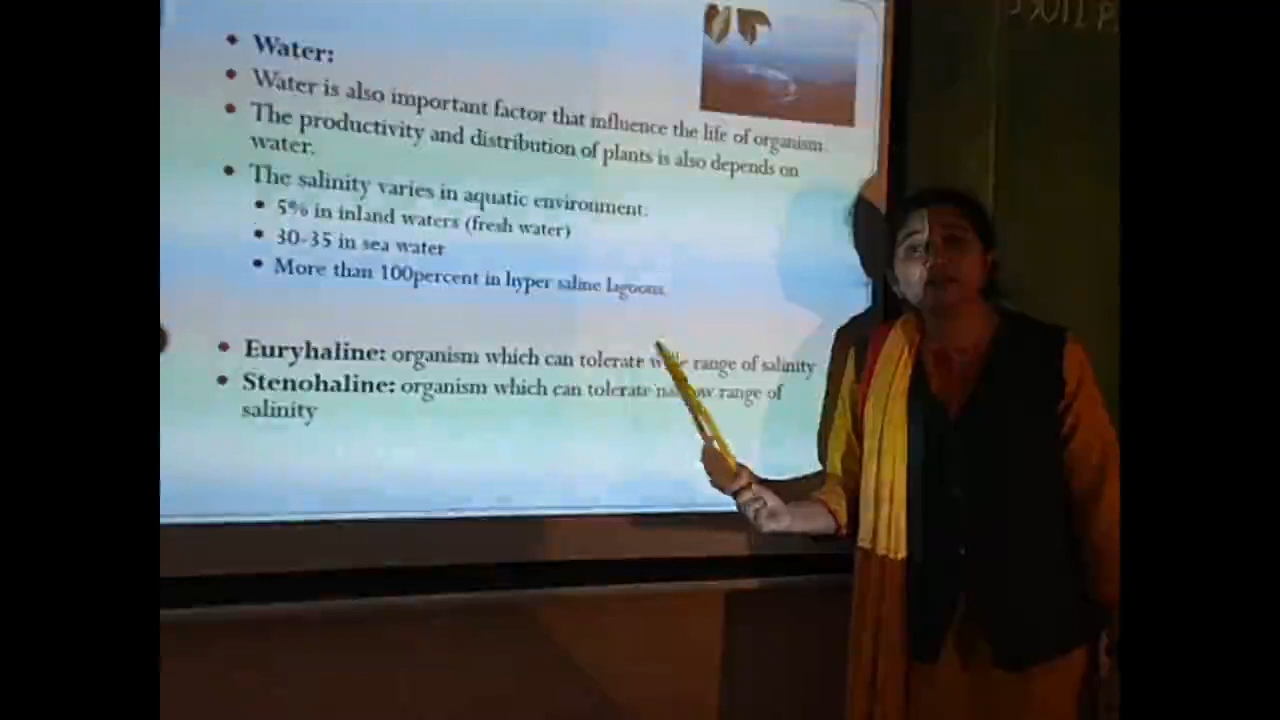 Water:
Water is also important factor that influence the life of organism.
The productivity and distribution of plants is also depends on
water.
The salinity varies in aquatic environment.
5% in inland waters (fresh water)
30-35 in sea water
More than 100percent in hyper saline lagoons.
Euryhaline: organism which can tolerate range of salinity
Stenohaline: organism which can tolerate narrow range of
salinity